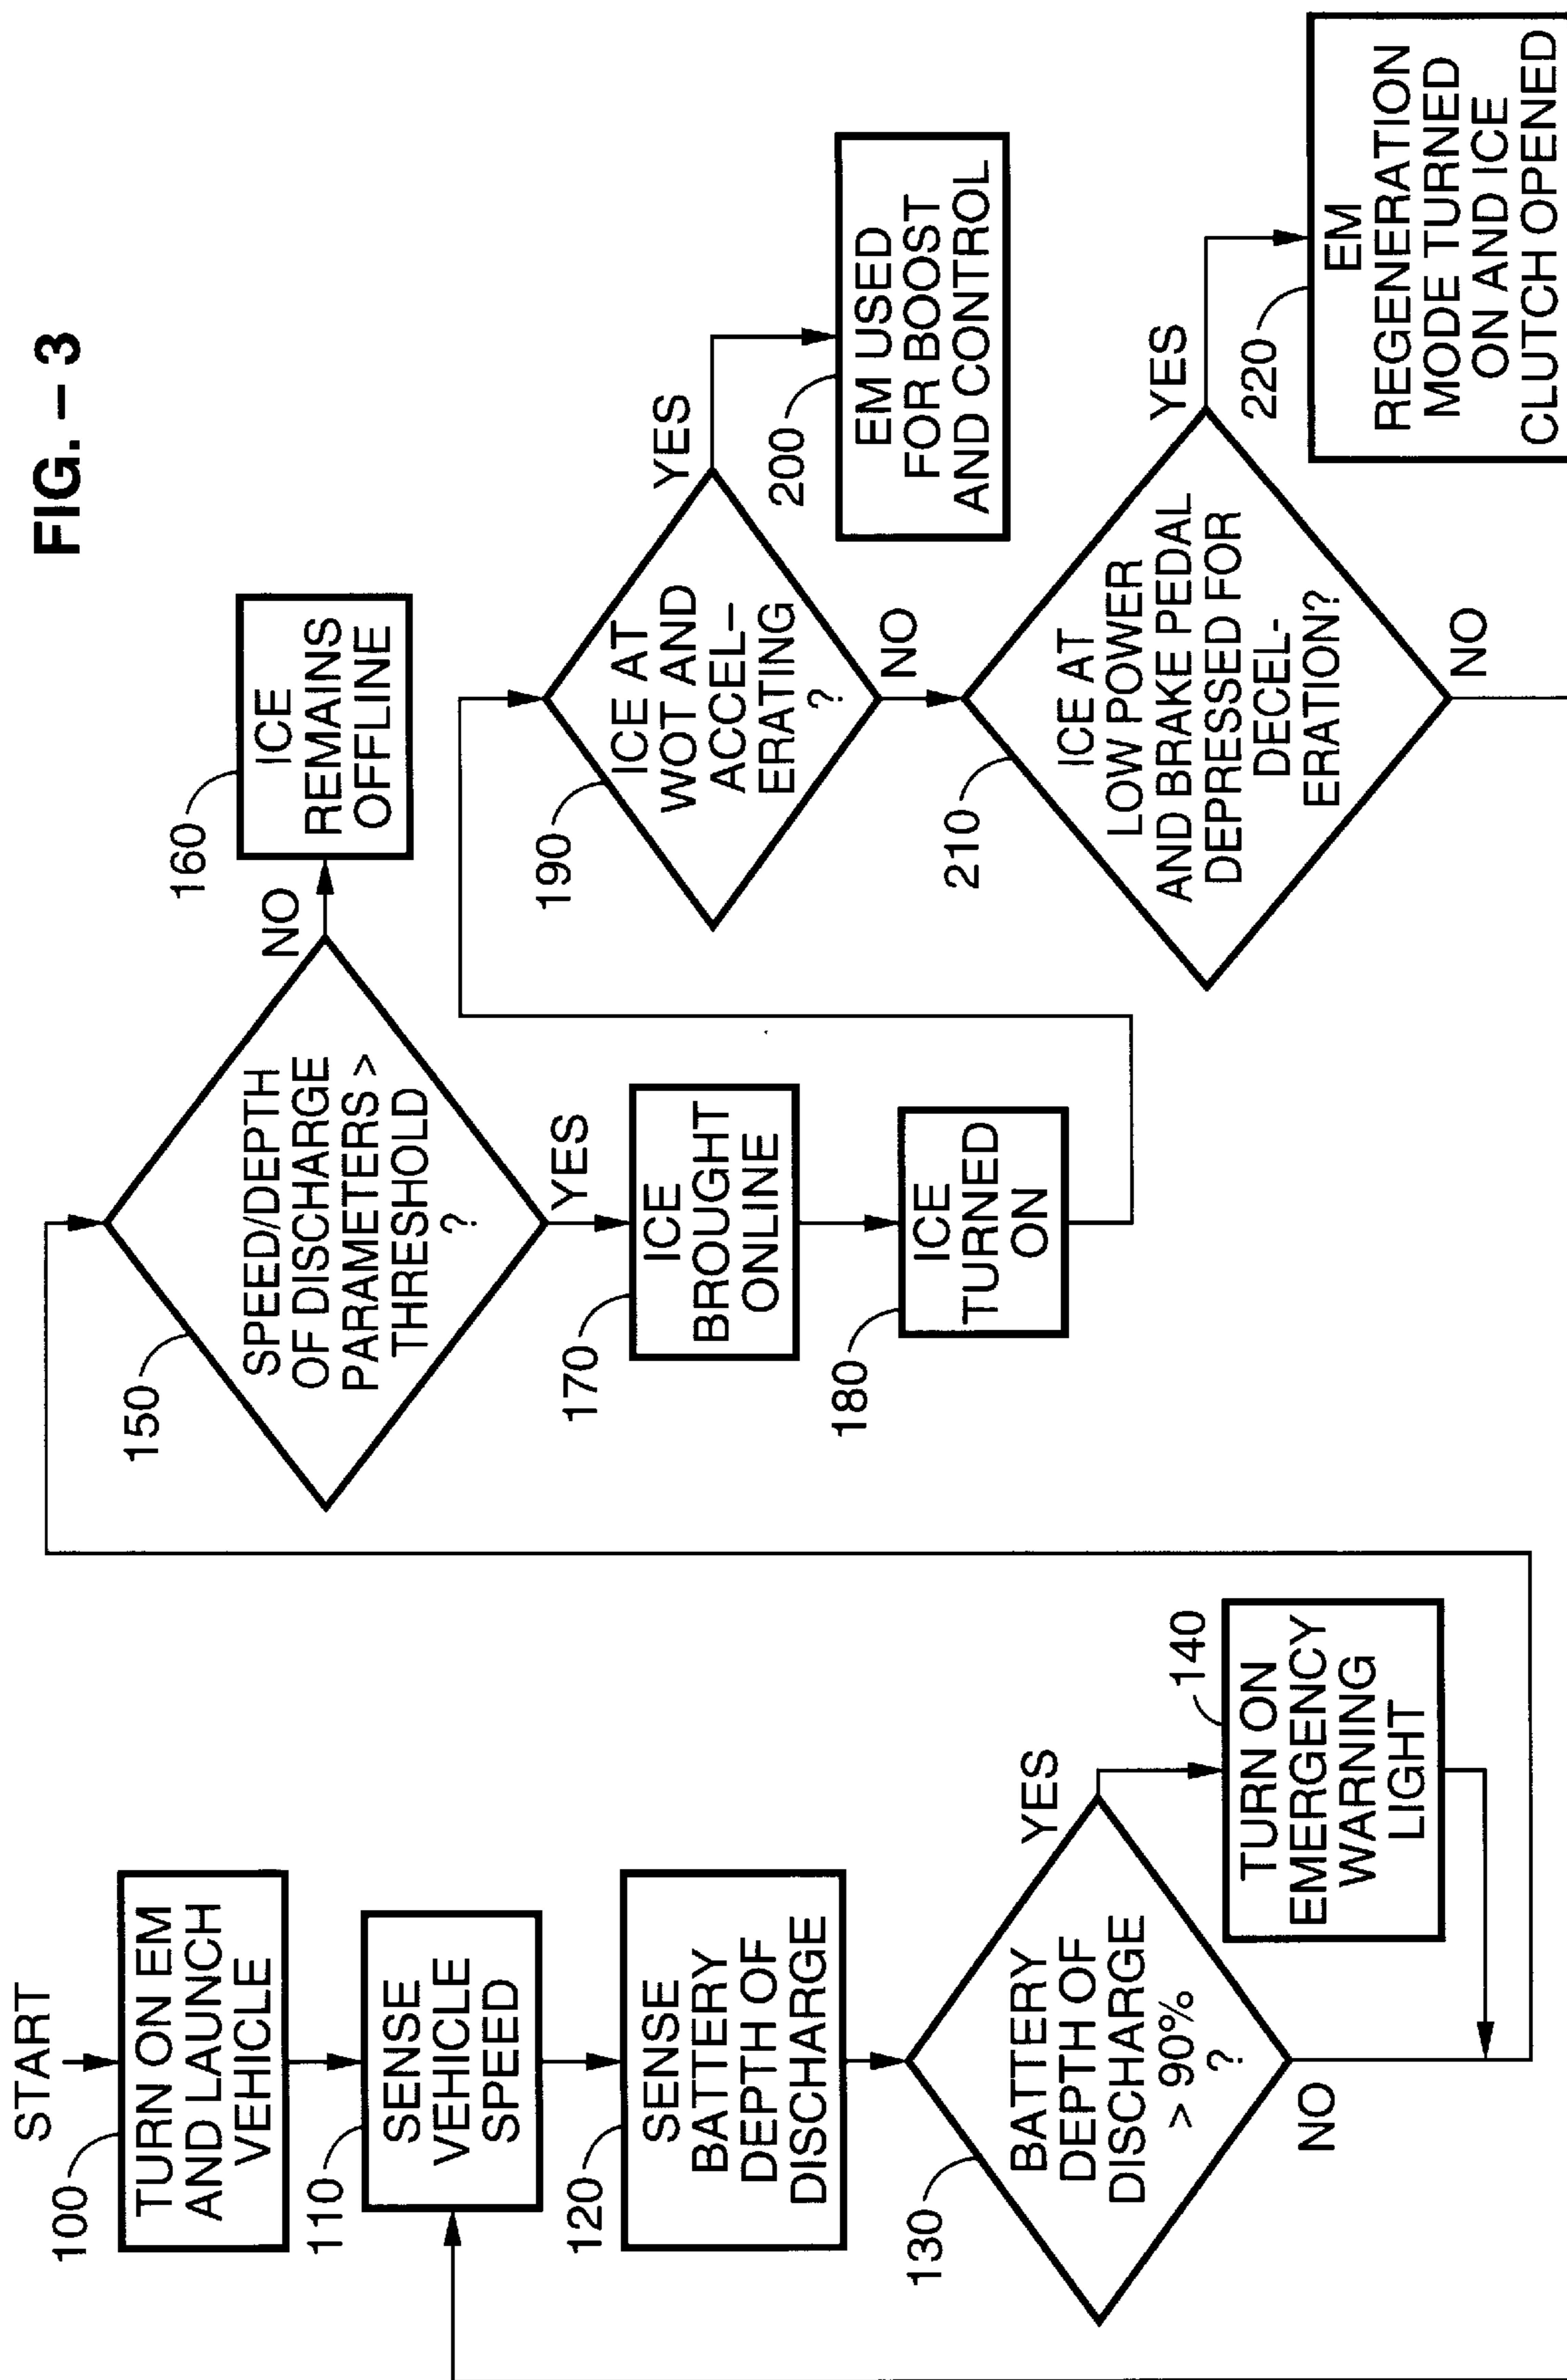 FIG. – 3
START
100
TURN ON EM
AND LAUNCH
VEHICLE
110
SENSE
VEHICLE
SPEED
120
SENSE
BATTERY
DEPTH OF
DISCHARGE
130
BATTERY
DEPTH OF
DISCHARGE
> 90%
?
YES
NO
140
TURN ON
EMERGENCY
WARNING
LIGHT
150
SPEED/DEPTH
OF DISCHARGE
PARAMETERS >
THRESHOLD
?
NO
YES
160
ICE
REMAINS
OFFLINE
170
ICE
BROUGHT
ONLINE
180
ICE
TURNED
ON
190
ICE AT
WOT AND
ACCEL–
ERATING
?
YES
NO
200
EM USED
FOR BOOST
AND CONTROL
210
ICE AT
LOW POWER
AND BRAKE PEDAL
DEPRESSED FOR
DECEL-
ERATION?
YES
NO
220
EM
REGENERATION
MODE TURNED
ON AND ICE
CLUTCH OPENED